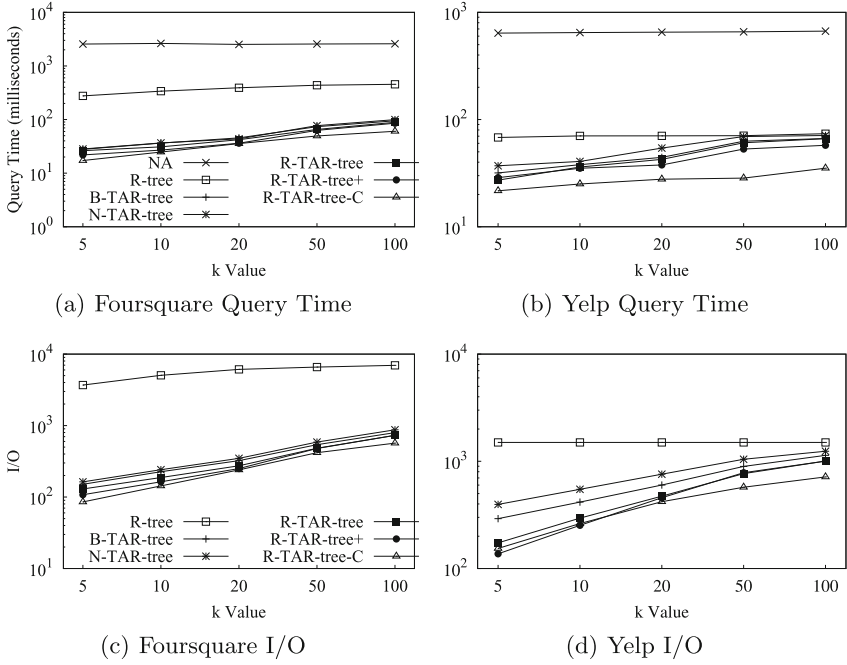 10^4
10^3
10^2
10^1
10^0
Query Time (milliseconds)
NA
R-tree
B-TAR-tree
N-TAR-tree
R-TAR-tree
R-TAR-tree+
R-TAR-tree-C
5 10 20 50 100
k Value
(a) Foursquare Query Time
10^3
10^2
10^1
5 10 20 50 100
k Value
(b) Yelp Query Time
10^4
10^3
10^2
10^1
I/O
R-tree
B-TAR-tree
N-TAR-tree
R-TAR-tree
R-TAR-tree+
R-TAR-tree-C
5 10 20 50 100
k Value
(c) Foursquare I/O
10^4
10^3
10^2
5 10 20 50 100
k Value
(d) Yelp I/O